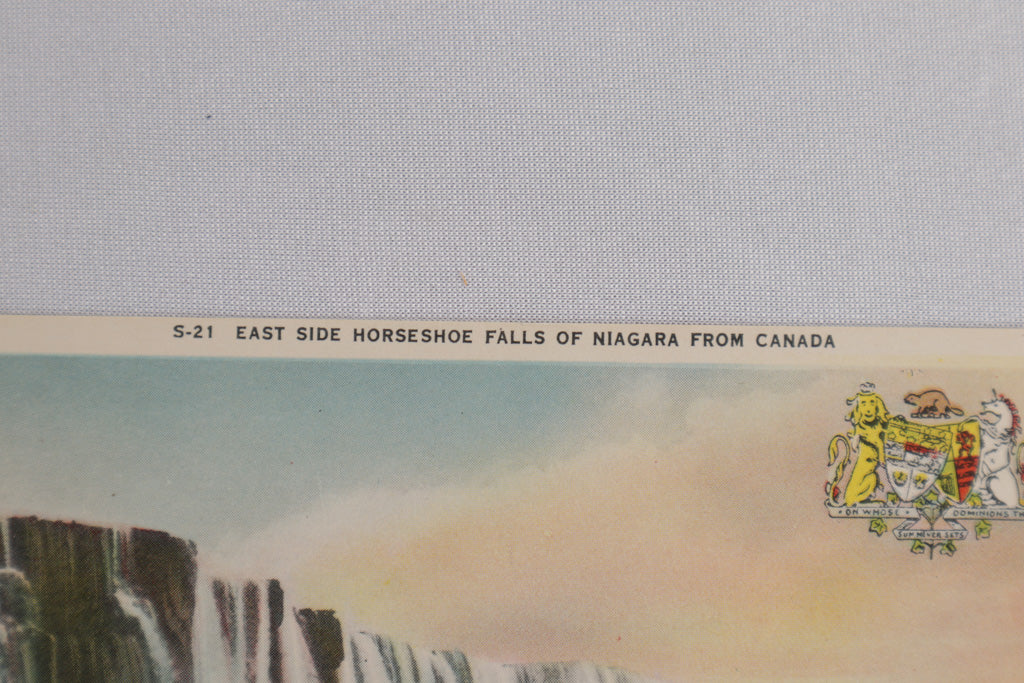 S-21 EAST SIDE HORSESHOE FALLS OF NIAGARA FROM CANADA
ON WHOSE DOMINIONS TH
SUN NEVER SETS